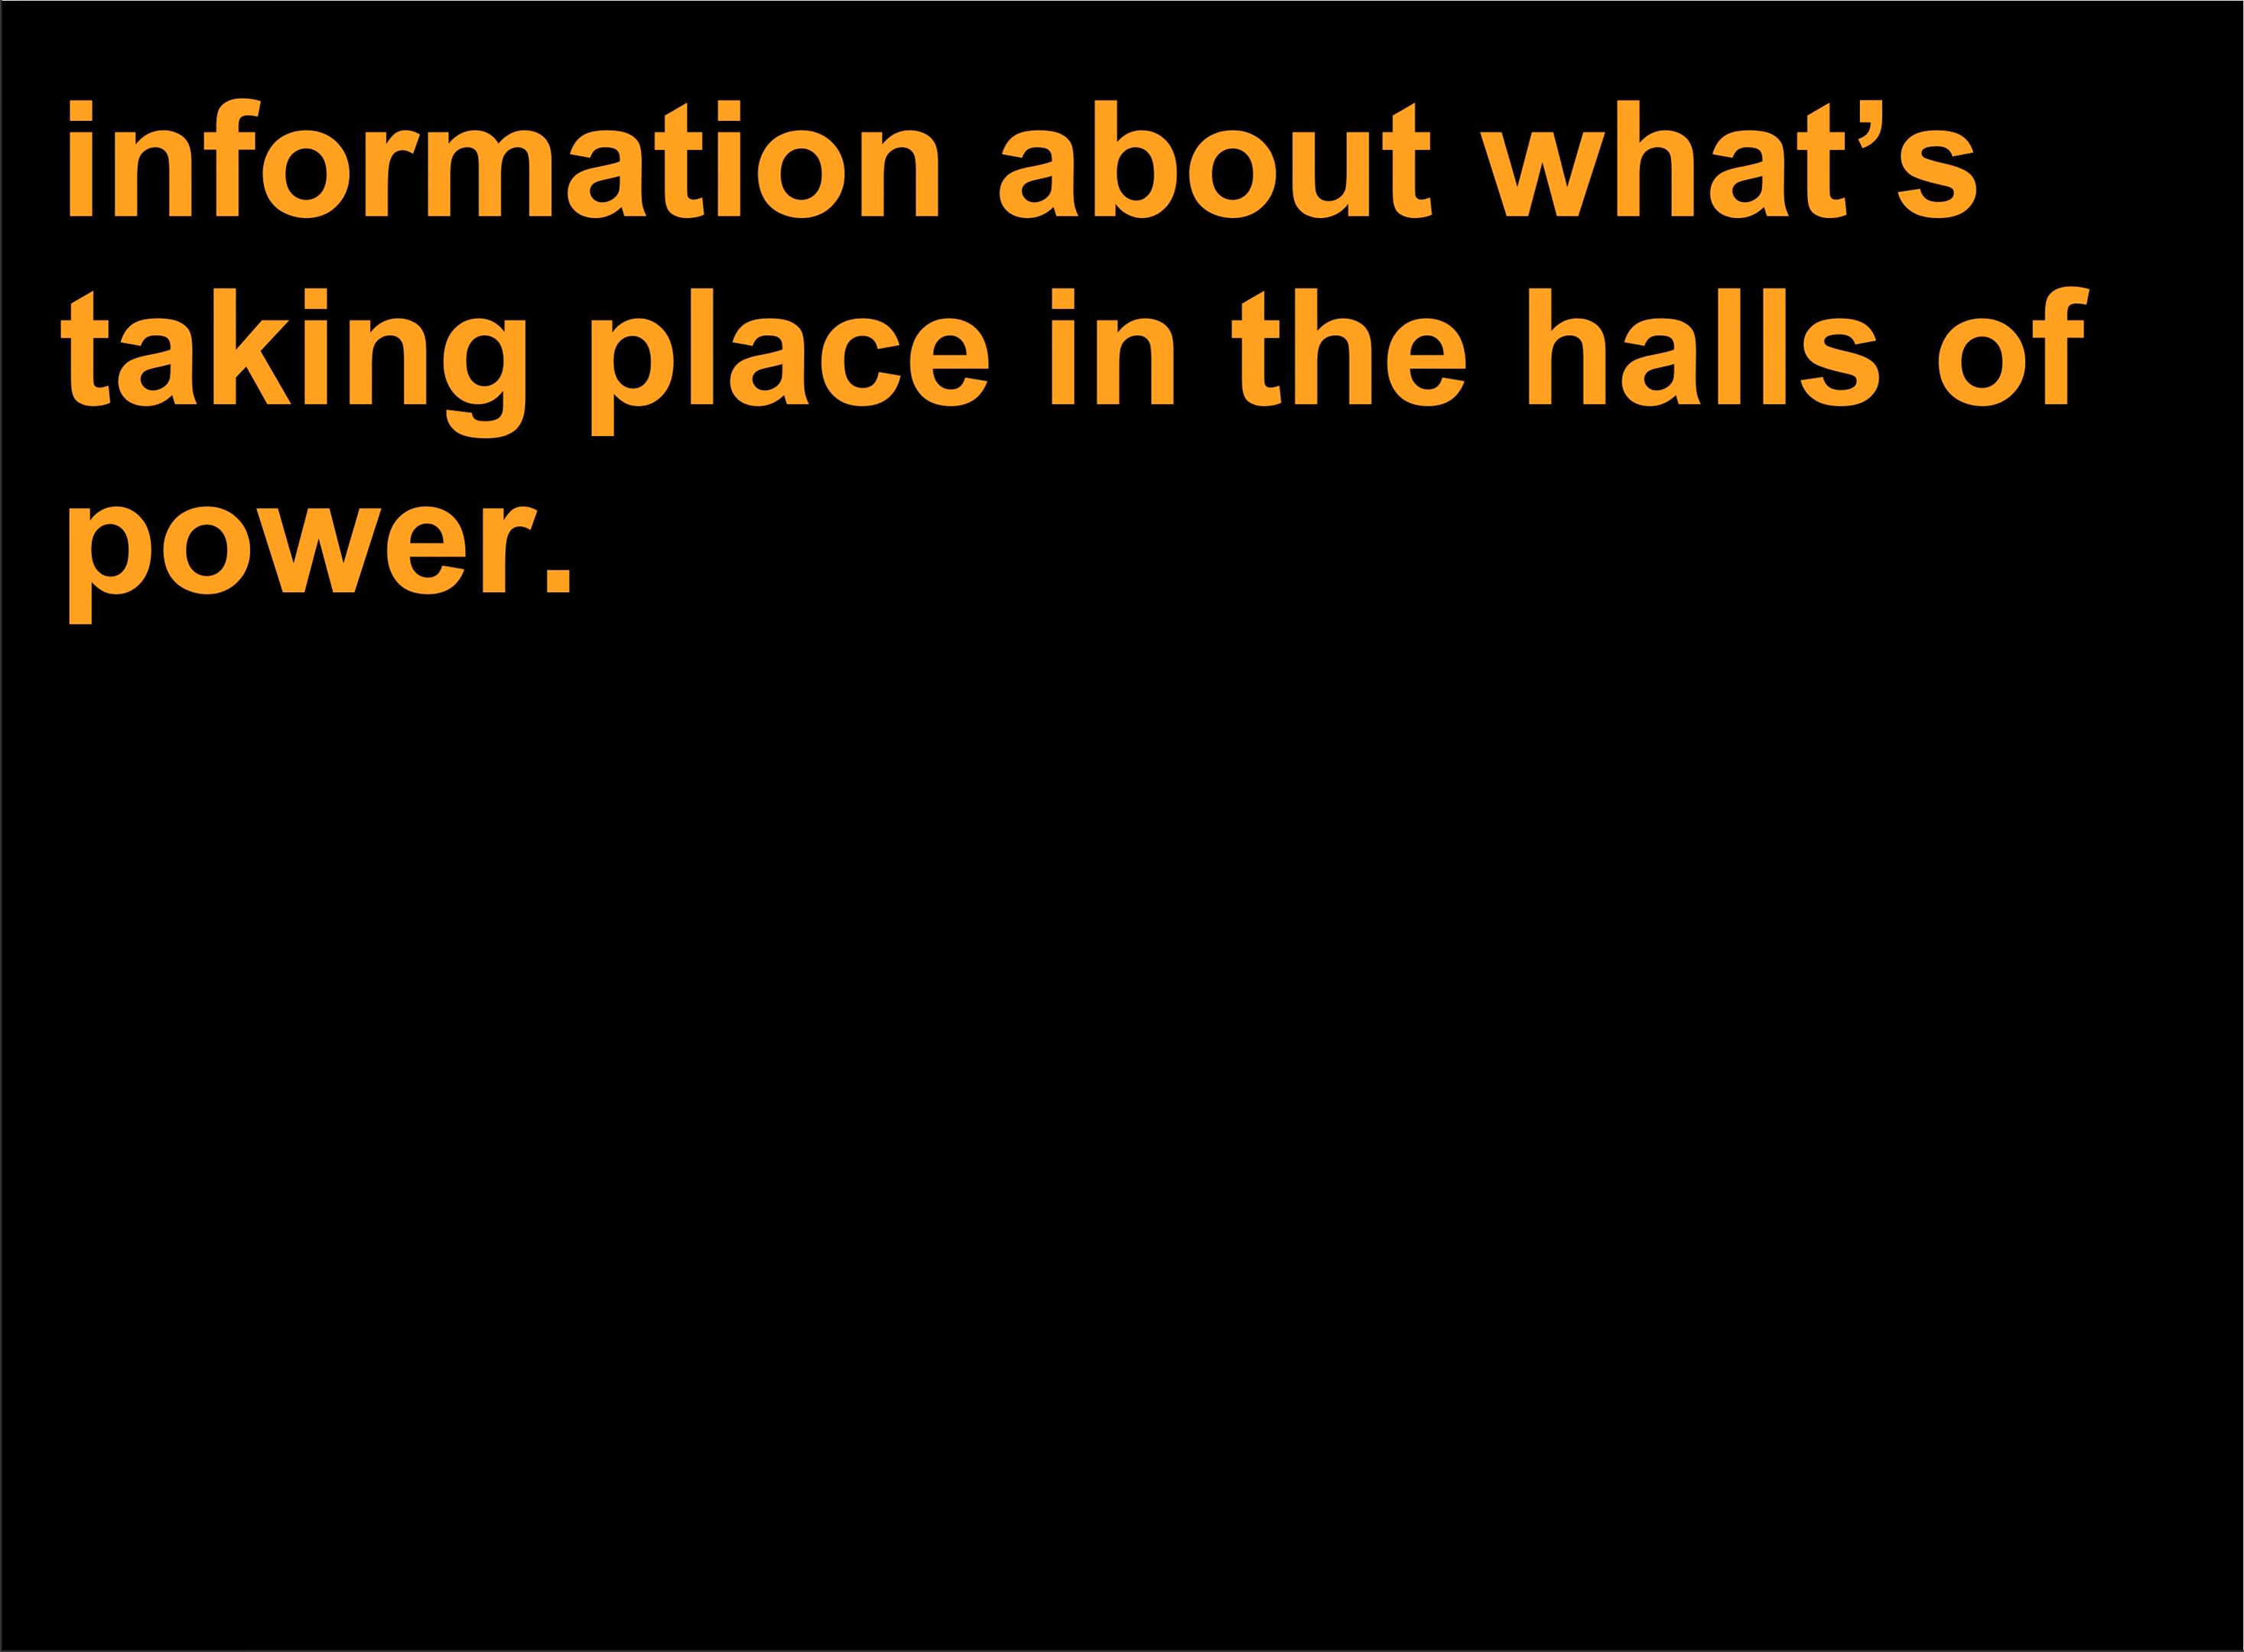 information about what’s
taking place in the halls of
power.